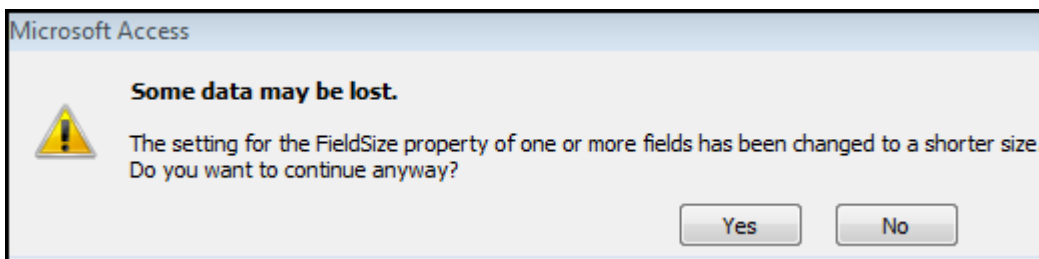 Microsoft Access
Some data may be lost.
The setting for the FieldSize property of one or more fields has been changed to a shorter size.
Do you want to continue anyway?
Yes No